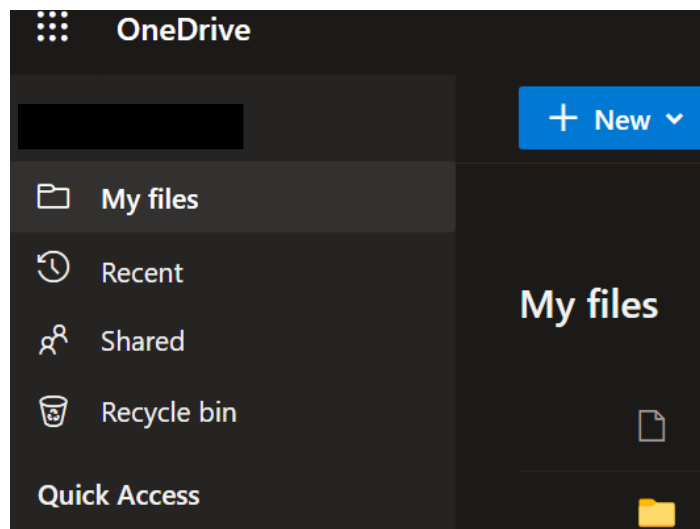 OneDrive
New
My files
Recent
Shared
Recycle bin
Quick Access
My files